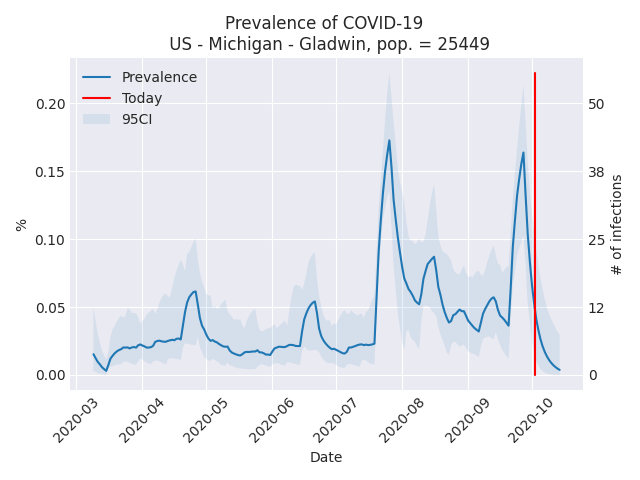 Prevalence of COVID-19
US - Michigan - Gladwin, pop. = 25449
Prevalence
Today
95CI
0.20
0.15
0.10
0.05
0.00
%
50
38
25
12
0
# of infections
2020-03
2020-04
2020-05
2020-06
2020-07
2020-08
2020-09
2020-10
Date